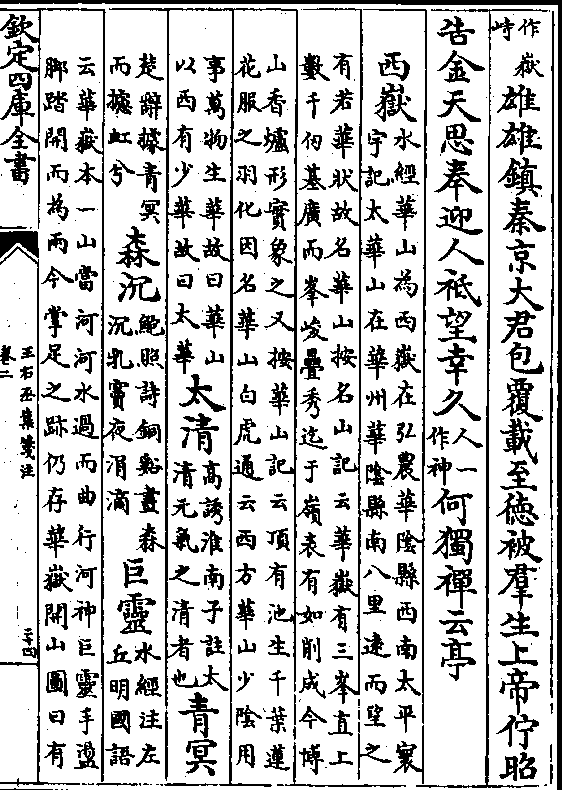 作峙嶽雄雄鎮秦京大君包覆載至德被羣生上帝佇昭
告金天思奉迎人祗望幸久人一作神何獨禪云亭
西嶽水經華山為西嶽在弘農華陰縣西南太平寰
宇記太華山在華州華陰縣南八里遠而望之
有若華狀故名華山按名山記云華嶽有三峯直上
數千仞基廣而峯峻疊秀迄于嶺表有如削成今博
山香爐形實象之又按華山記云頂有池生千葉蓮
花服之羽化因名華山白虎通云西方華山少陰用
事萬物生華故曰華山
以西有少華故曰太華太清高誘淮南子註太
清元氣之清者也青冥
楚辭據青冥
而攄虹兮森沉鮑照詩銅谿晝森
沉乳竇夜涓滴巨靈水經注左
丘明國語
云華嶽本一山當河河水過而曲行河神巨靈手盪
脚踏開而為兩今掌足之跡仍存華嶽開山圖曰有
欽定四庫全書
王右丞集箋注
卷二
二十四